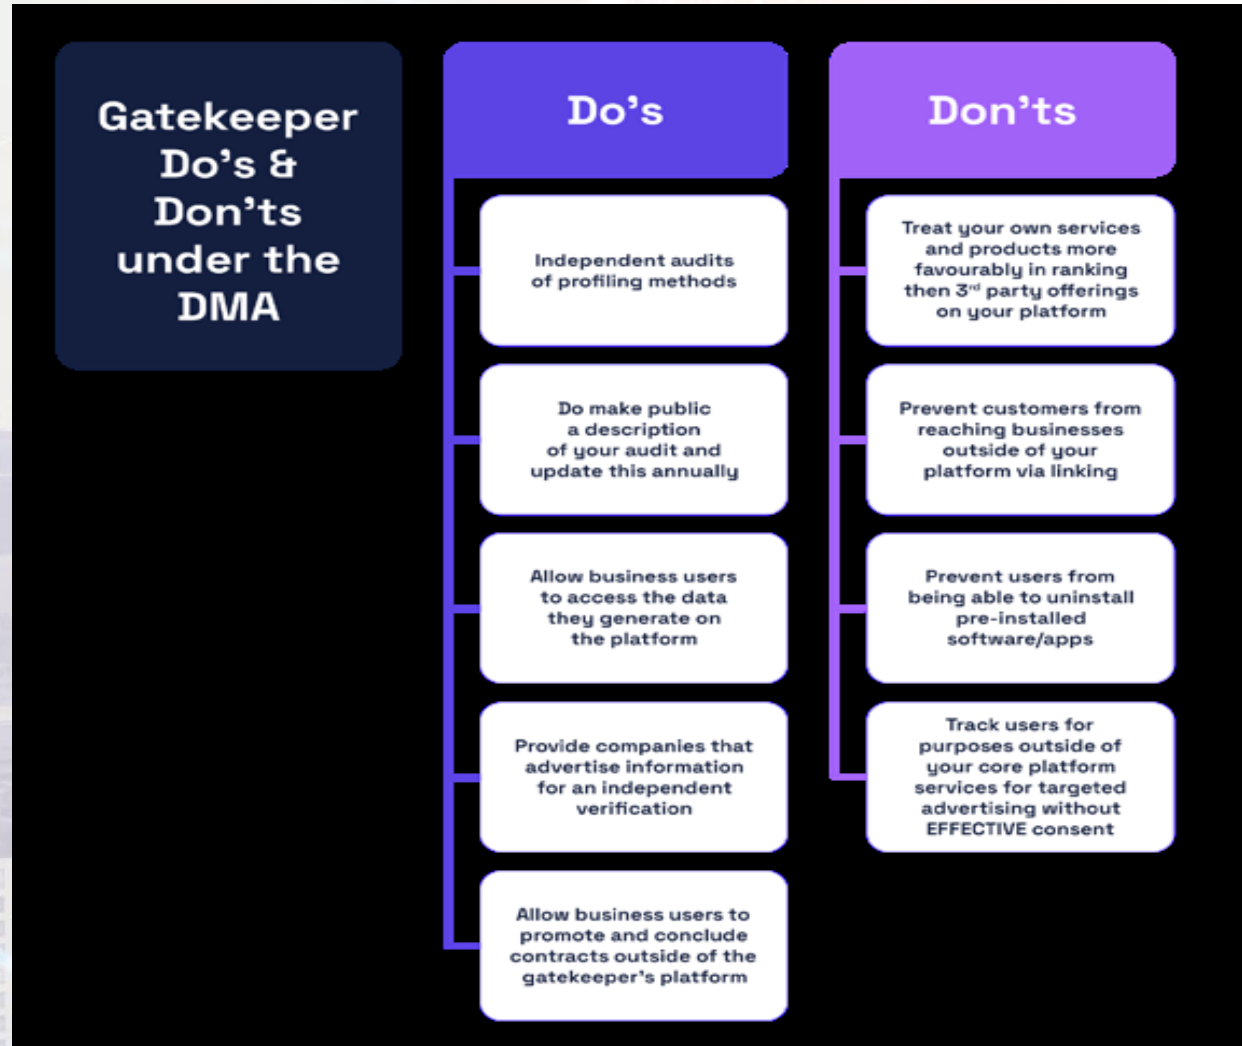 Gatekeeper
Do's &
Don'ts
under the
DMA
Do's
Independent audits
of profiling methods
Do make public
a description
of your audit and
update this annually
Allow business users
to access the data
they generate on
the platform
Provide companies that
advertise information
for an independent
verification
Allow business users to
promote and conclude
contracts outside of the
gatekeeper's platform
Don'ts
Treat your own services
and products more
favourably in ranking
then 3rd party offerings
on your platform
Prevent customers from
reaching businesses
outside of your
platform via linking
Prevent users from
being able to uninstall
pre-installed
software/apps
Track users for
purposes outside of
your core platform
services for targeted
advertising without
EFFECTIVE consent